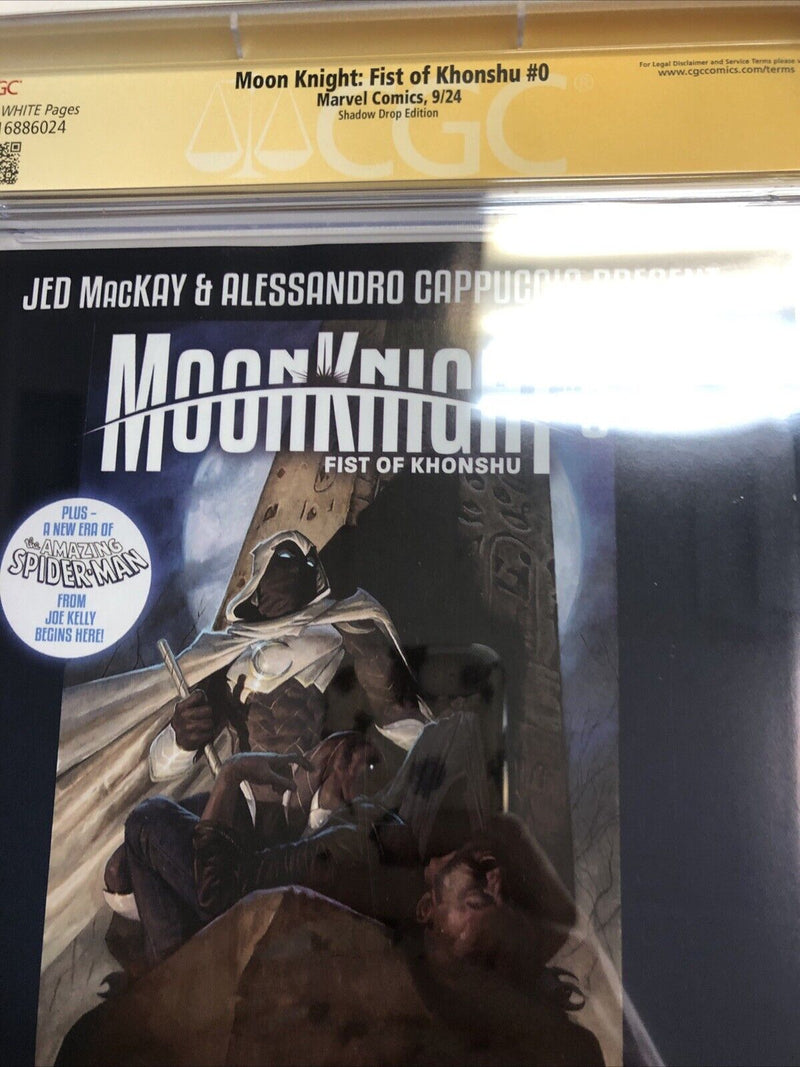 GC
WHITE Pages
16886024
Moon Knight: Fist of Khonshu #0
Marvel Comics, 9/24
Shadow Drop Edition
For Legal Disclaimer and Service Terms please
www.cgccomics.com/terms
CGC®
JED MACKAY & ALESSANDRO CAPPUCCIO PRESENT
MOONKNIGHT
FIST OF KHONSHU
PLUS –
A NEW ERA OF
the AMAZING
SPIDER-MAN
FROM
JOE KELLY
BEGINS HERE!